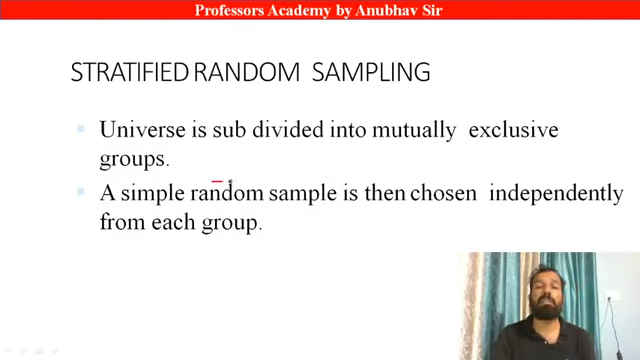 Professors Academy by Anubhav Sir
STRATIFIED RANDOM SAMPLING
Universe is sub divided into mutually exclusive
groups.
A simple random sample is then chosen independently
from each group.